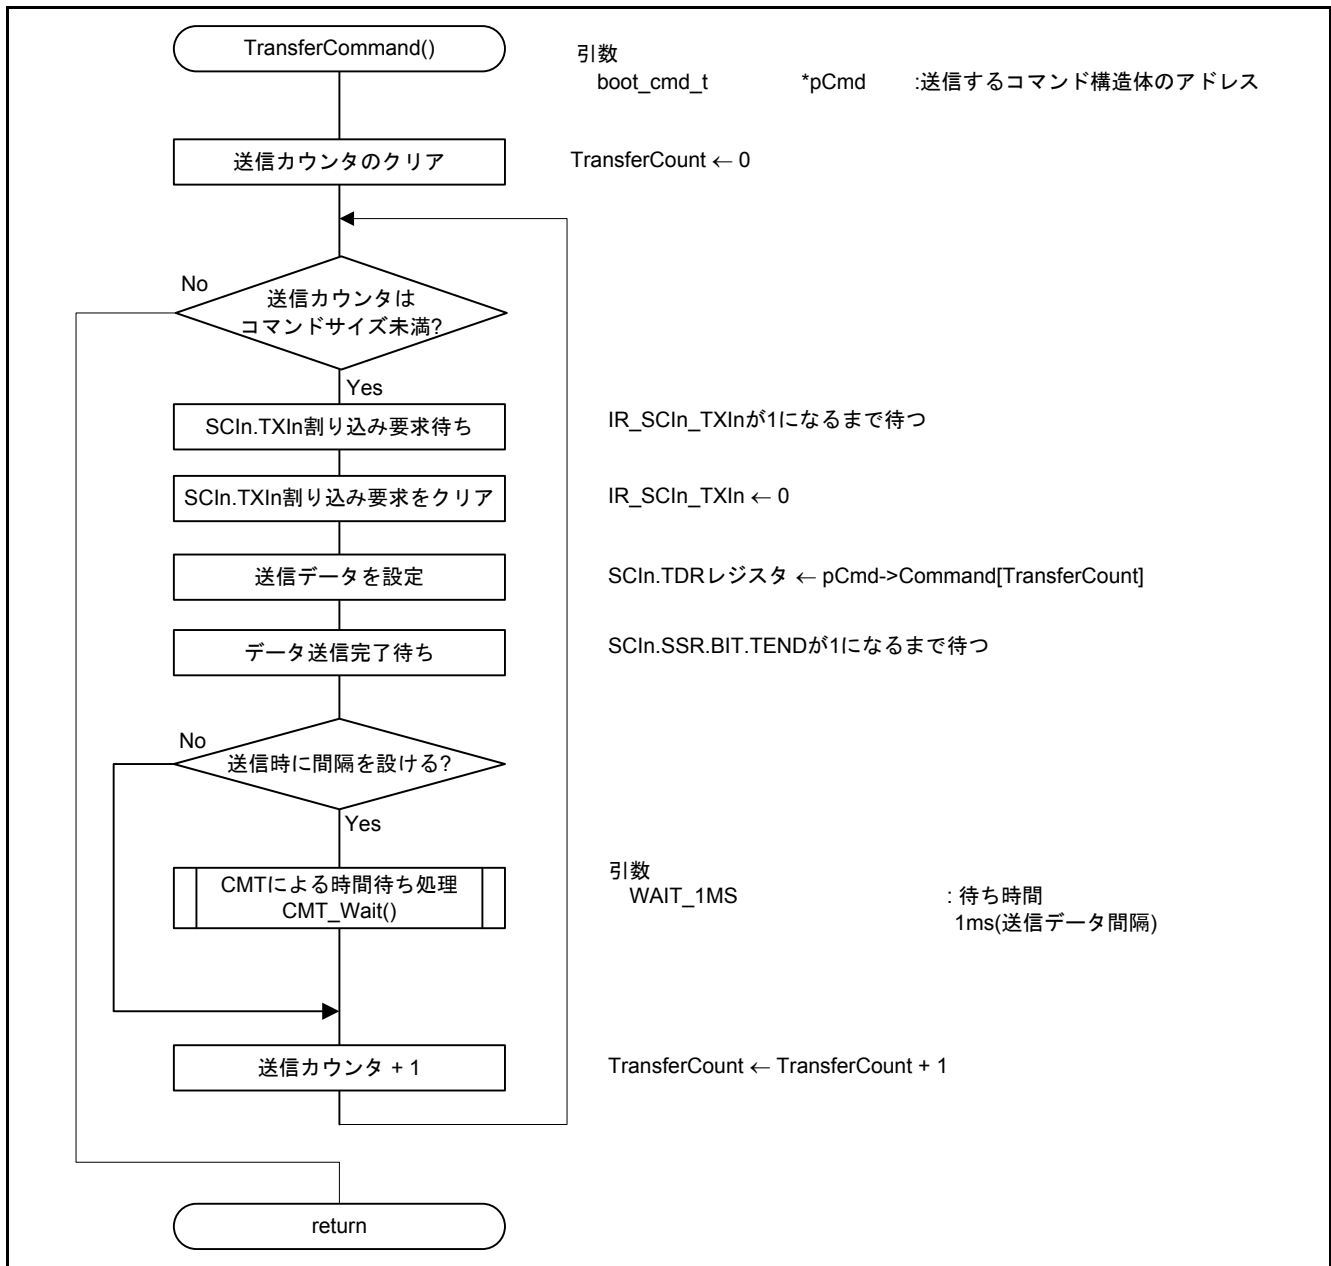 TransferCommand()
引数
boot_cmd_t *pCmd :送信するコマンド構造体のアドレス
送信カウンタのクリア
TransferCount ← 0
No
送信カウンタは
コマンドサイズ未満?
Yes
SCIn.TXIn割り込み要求待ち
IR_SCIn_TXInが1になるまで待つ
SCIn.TXIn割り込み要求をクリア
IR_SCIn_TXIn ← 0
送信データを設定
SCIn.TDRレジスタ ← pCmd->Command[TransferCount]
データ送信完了待ち
SCIn.SSR.BIT.TENDが1になるまで待つ
No
送信時に間隔を設ける?
Yes
CMTによる時間待ち処理
CMT_Wait()
引数
WAIT_1MS : 待ち時間
1ms(送信データ間隔)
送信カウンタ + 1
TransferCount ← TransferCount + 1
return